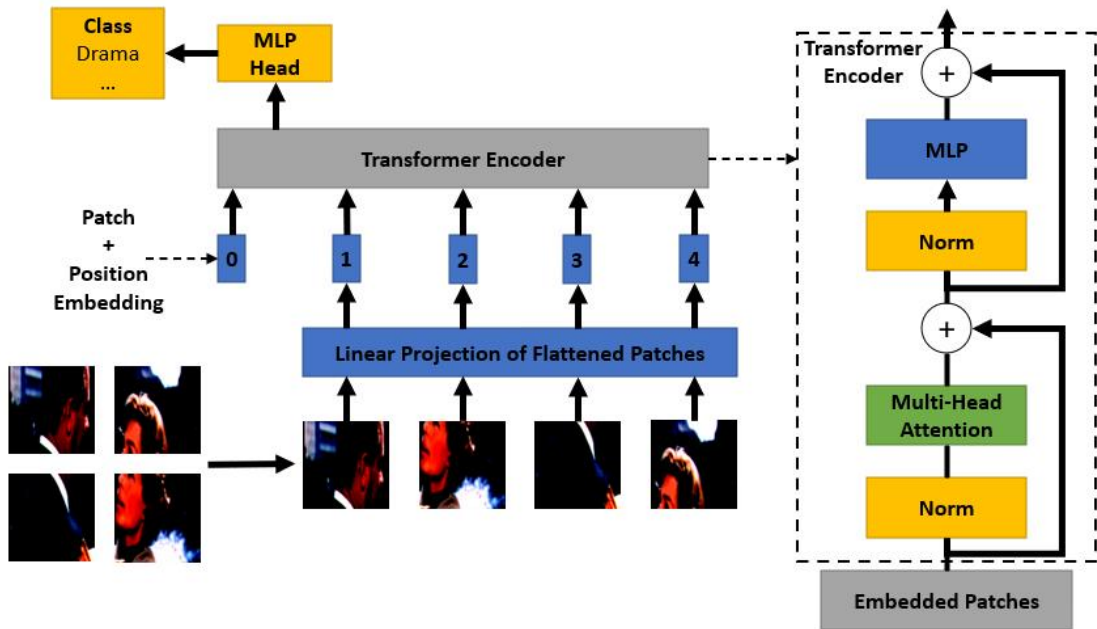 Class
Drama
...
MLP
Head
Transformer Encoder
Patch
+
Position
Embedding
0
1
2
3
4
Linear Projection of Flattened Patches
Transformer
Encoder
+
MLP
Norm
+
Multi-Head
Attention
Norm
Embedded Patches